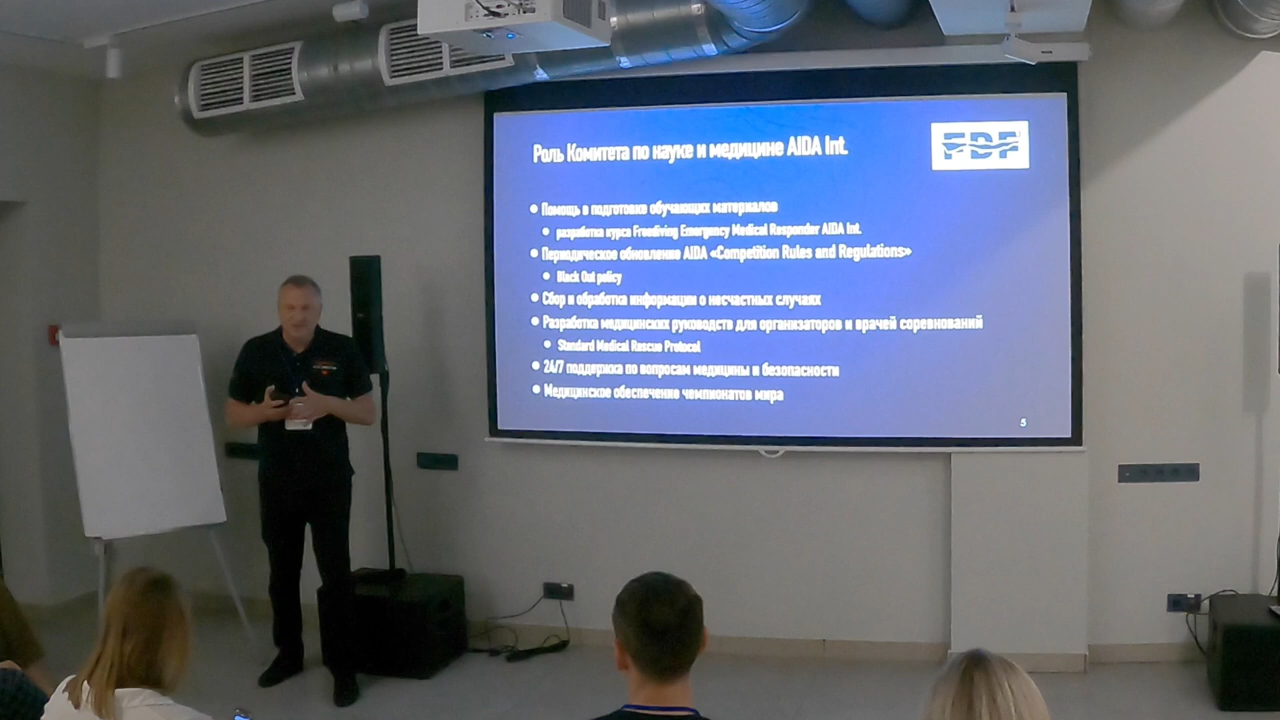 Роль Комитета по науке и медицине AIDA Int.
FDF
Помощь в подготовки обучающих материалов
разработка курса Freediving Emergency Medical Responder AIDA Int.
Периодическое обновление AIDA «Competition Rules and Regulations»
Black Out policy
Сбор и обработка информации о несчастных случаях
Разработка медицинских руководств для организаторов и врачей соревнований
Standard Medical Rescue Protocol
24/7 поддержка по вопросам медицины и безопасности
Медицинское обеспечение чемпионатов мира
5